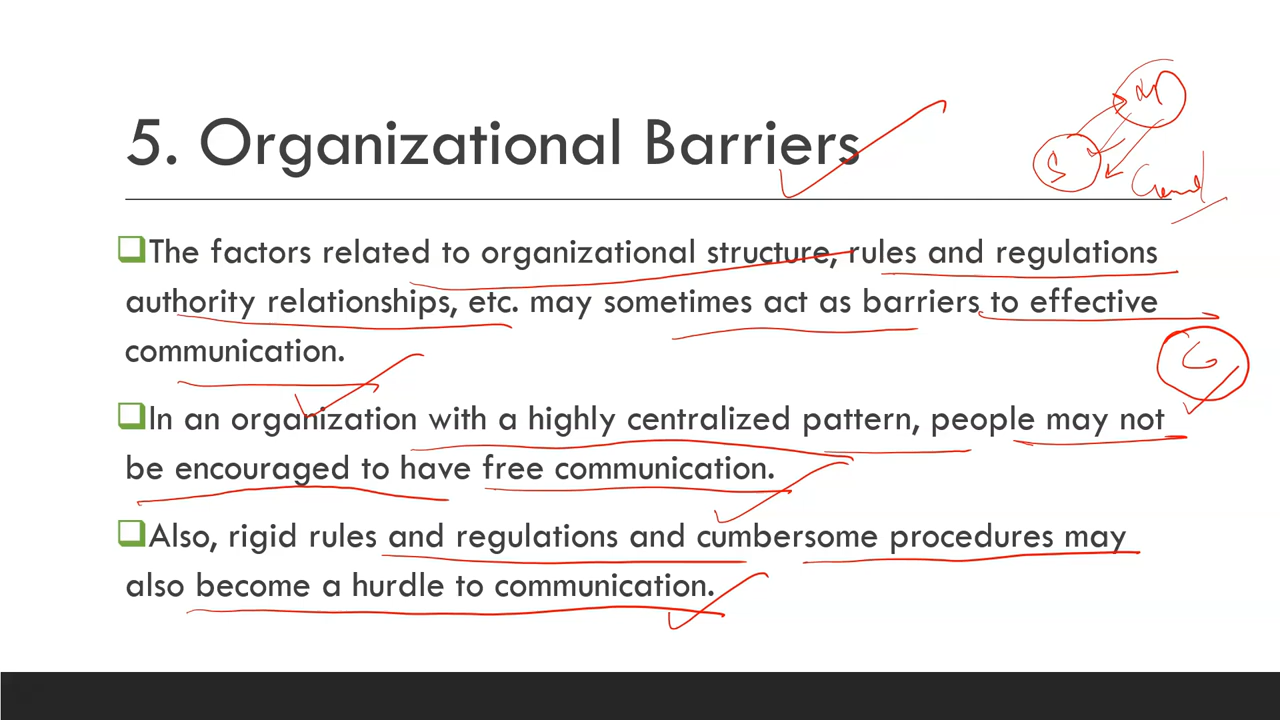 5. Organizational Barriers
The factors related to organizational structure, rules and regulations
authority relationships, etc. may sometimes act as barriers to effective
communication.
In an organization with a highly centralized pattern, people may not
be encouraged to have free communication.
Also, rigid rules and regulations and cumbersome procedures may
also become a hurdle to communication.
S
G